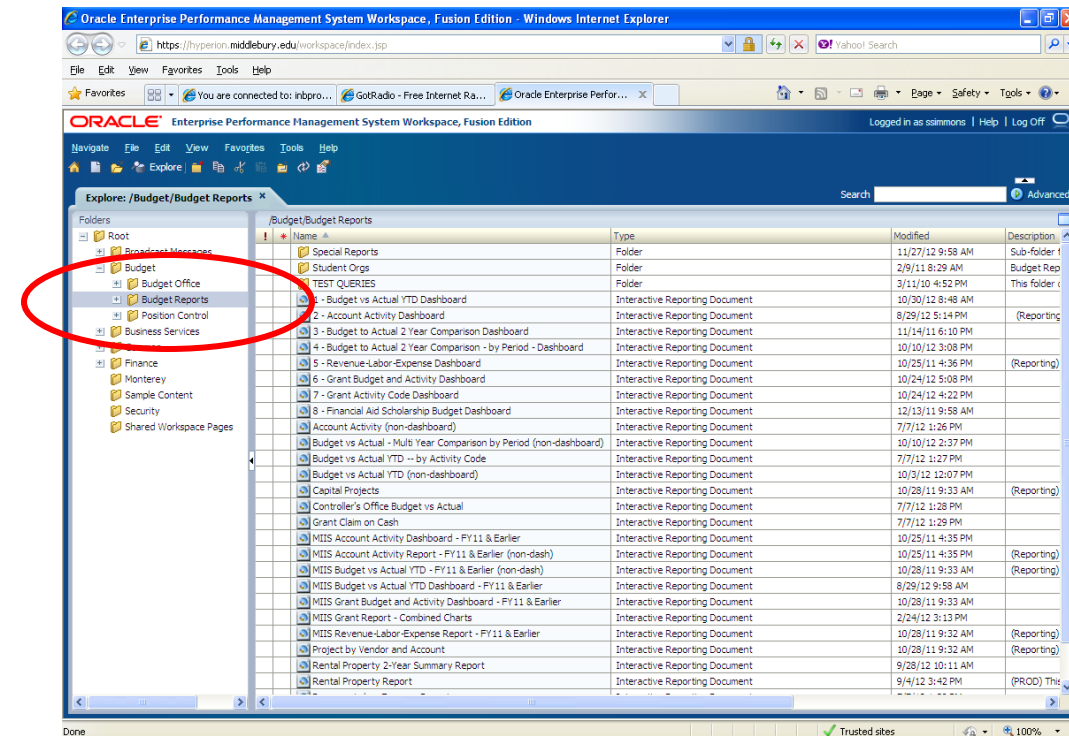 Oracle Enterprise Performance Management System Workspace, Fusion Edition - Windows Internet Explorer
https://hyperion.middlebury.edu/workspace/index.jsp
Yahoo! Search
File Edit View Favorites Tools Help
Favorites You are connected to: inbpro... GotRadio - Free Internet Ra... Oracle Enterprise Perfor... X Page Safety Tools
ORACLE Enterprise Performance Management System Workspace, Fusion Edition Logged in as ssimmons | Help | Log Off
Navigate File Edit View Favorites Tools Help
Explore
Explore: /Budget/Budget Reports × Search Advanced
Folders
Root
Broadcast Messages
Budget
Budget Office
Budget Reports
Position Control
Business Services
Finance
Monterey
Sample Content
Security
Shared Workspace Pages
/Budget/Budget Reports
! * Name Type Modified Description
Special Reports Folder 11/27/12 9:58 AM Sub-folder
Student Orgs Folder 2/9/11 8:29 AM Budget Rep
TEST QUERIES Folder 3/11/10 4:52 PM This folder
1 - Budget vs Actual YTD Dashboard Interactive Reporting Document 10/30/12 8:48 AM
2 - Account Activity Dashboard Interactive Reporting Document 8/29/12 5:14 PM (Reporting
3 - Budget to Actual 2 Year Comparison Dashboard Interactive Reporting Document 11/14/11 6:10 PM
4 - Budget to Actual 2 Year Comparison - by Period - Dashboard Interactive Reporting Document 10/10/12 3:08 PM
5 - Revenue-Labor-Expense Dashboard Interactive Reporting Document 10/25/11 4:36 PM (Reporting)
6 - Grant Budget and Activity Dashboard Interactive Reporting Document 10/24/12 5:08 PM
7 - Grant Activity Code Dashboard Interactive Reporting Document 10/24/12 4:22 PM
8 - Financial Aid Scholarship Budget Dashboard Interactive Reporting Document 12/13/11 9:58 AM
Account Activity (non-dashboard) Interactive Reporting Document 7/7/12 1:26 PM
Budget vs Actual - Multi Year Comparison by Period (non-dashboard) Interactive Reporting Document 10/10/12 2:37 PM
Budget vs Actual YTD -- by Activity Code Interactive Reporting Document 7/7/12 1:27 PM
Budget vs Actual YTD (non-dashboard) Interactive Reporting Document 10/3/12 12:07 PM
Capital Projects Interactive Reporting Document 10/28/11 9:33 AM (Reporting)
Controller's Office Budget vs Actual Interactive Reporting Document 7/7/12 1:28 PM
Grant Claim on Cash Interactive Reporting Document 7/7/12 1:29 PM
MIIS Account Activity Dashboard - FY11 & Earlier Interactive Reporting Document 10/25/11 4:35 PM
MIIS Account Activity Report - FY11 & Earlier (non-dash) Interactive Reporting Document 10/25/11 4:35 PM (Reporting)
MIIS Budget vs Actual YTD - FY11 & Earlier (non-dash) Interactive Reporting Document 10/28/11 9:33 AM (Reporting)
MIIS Budget vs Actual YTD Dashboard - FY11 & Earlier Interactive Reporting Document 8/29/12 9:58 AM
MIIS Grant Budget and Activity Dashboard - FY11 & Earlier Interactive Reporting Document 10/28/11 9:33 AM
MIIS Grant Report - Combined Charts Interactive Reporting Document 2/24/12 3:13 PM
MIIS Revenue-Labor-Expense Report - FY11 & Earlier Interactive Reporting Document 10/28/11 9:32 AM (Reporting)
Project by Vendor and Account Interactive Reporting Document 10/28/11 9:32 AM (Reporting)
Rental Property 2-Year Summary Report Interactive Reporting Document 9/28/12 10:11 AM
Rental Property Report Interactive Reporting Document 9/4/12 3:42 PM (PROD) This
Done Trusted sites 100%